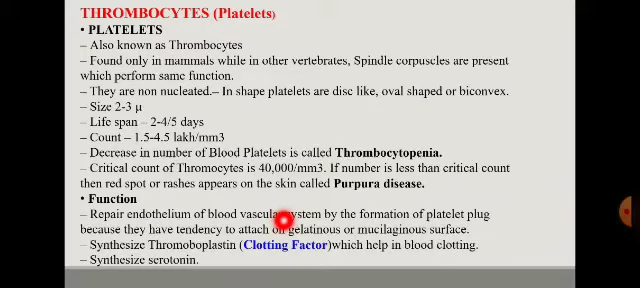 THROMBOCYTES (Platelets)
• PLATELETS
– Also known as Thrombocytes
– Found only in mammals while in other vertebrates, Spindle corpuscles are present
which perform same function.
– They are non nucleated. – In shape platelets are disc like, oval shaped or biconvex.
– Size 2-3 μ
– Life span – 2-4/5 days
– Count – 1.5-4.5 lakh/mm3
– Decrease in number of Blood Platelets is called Thrombocytopenia.
– Critical count of Thromocytes is 40,000/mm3. If number is less than critical count
then red spot or rashes appears on the skin called Purpura disease.
• Function
– Repair endothelium of blood vascular system by the formation of platelet plug
because they have tendency to attach on gelatinous or mucilaginous surface.
– Synthesize Thromoboplastin (Clotting Factor) which help in blood clotting.
– Synthesize serotonin.